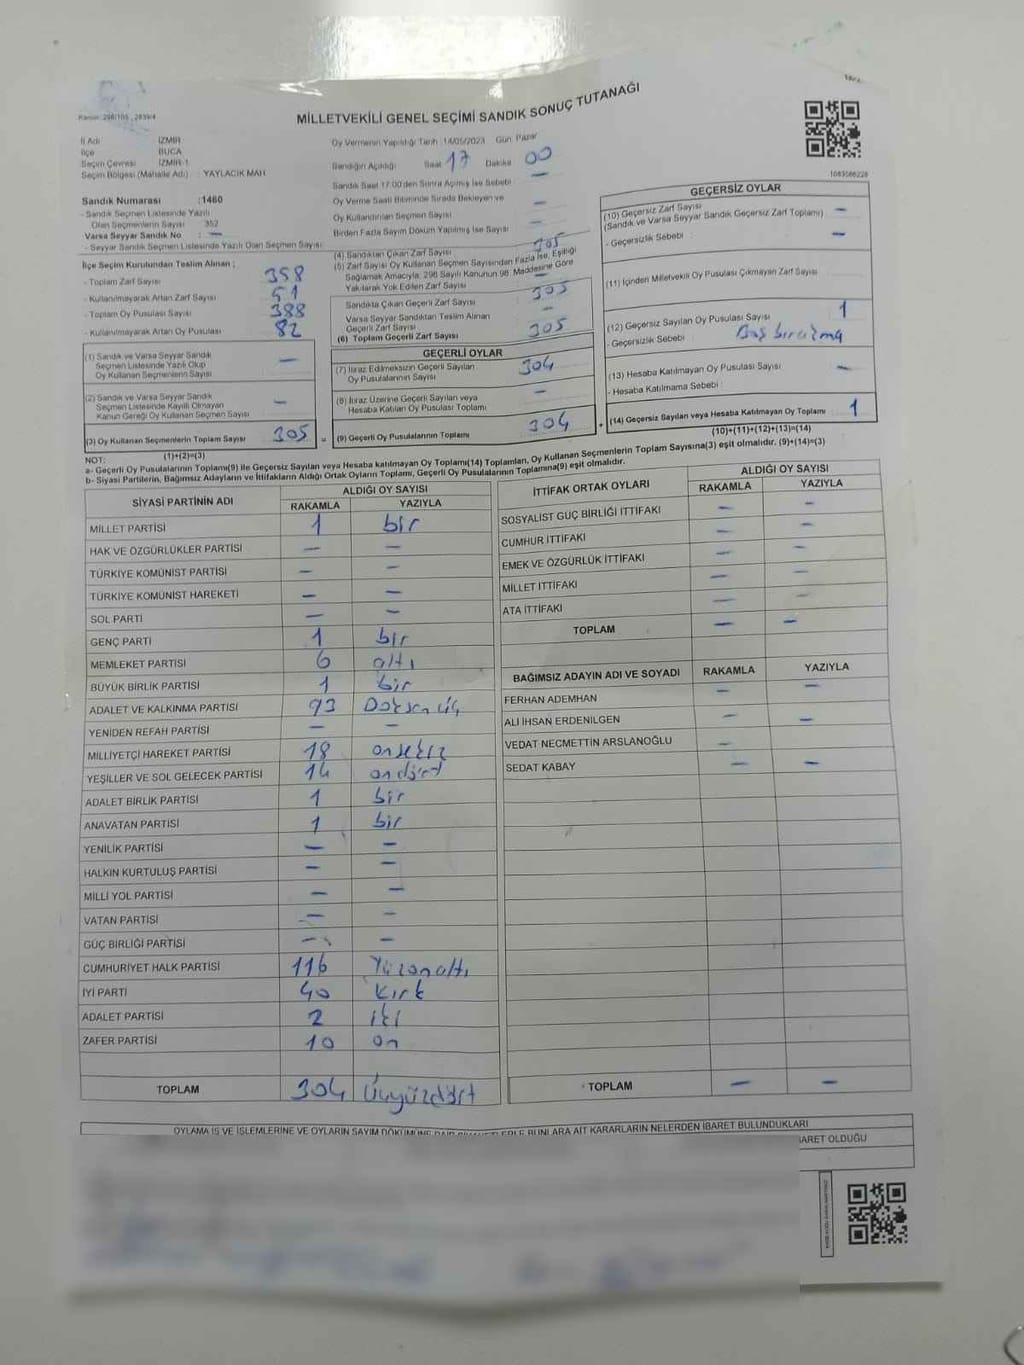 MİLLETVEKİLİ GENEL SEÇİMİ SANDIK SONUÇ TUTANAĞI
İl Adı İZMİR
İlçe BUCA
Seçim Çevresi İZMİR-1
Seçim Bölgesi (Mahalle Adı) : YAYLACIK MAH
Sandık Numarası :1460
- Sandık Seçmen Listesinde Yazılı
Olan Seçmenlerin Sayısı 352
Varsa Seyyar Sandık No : —
- Seyyar Sandık Seçmen Listesinde Yazılı Olan Seçmen Sayısı
Oy Vermenin Yapıldığı Tarih 14/05/2023 Gün Pazar
Sandığın Açıldığı Saat 17 Dakika 00
Sandık Saat 17.00'den Sonra Açılmış İse Sebebi —
Oy Verme Saati Bitiminde Sırada Bekleyen ve
Oy Kullandırılan Seçmen Sayısı —
Birden Fazla Sayım Döküm Yapılmış İse Sayısı
1083586228
İlçe Seçim Kurulundan Teslim Alınan ;
- Toplam Zarf Sayısı 358
- Kullanılmayarak Artan Zarf Sayısı 51
- Toplam Oy Pusulası Sayısı 388
- Kullanılmayarak Artan Oy Pusulası 82
(1) Sandık ve Varsa Seyyar Sandık
Seçmen Listesinde Yazılı Olup
Oy Kullanan Seçmenlerin Sayısı —
(2) Sandık ve Varsa Seyyar Sandık
Seçmen Listesinde Kayıtlı Olmayan
Kanun Gereği Oy Kullanan Seçmen Sayısı —
(3) Oy Kullanan Seçmenlerin Toplam Sayısı 305
(1)+(2)=(3)
(4) Sandıktan Çıkan Zarf Sayısı 305
(5) Zarf Sayısı Oy Kullanan Seçmen Sayısından Fazla İse, Eşitliği
Sağlamak Amacıyla, 298 Sayılı Kanunun 98. Maddesine Göre
Yakılarak Yok Edilen Zarf Sayısı —
Sandıkta Çıkan Geçerli Zarf Sayısı 305
Varsa Seyyar Sandıktan Teslim Alınan
Geçerli Zarf Sayısı —
(6) Toplam Geçerli Zarf Sayısı 305
GEÇERLİ OYLAR
(7) İtiraz Edilmeksizin Geçerli Sayılan
Oy Pusulalarının Sayısı 304
(8) İtiraz Üzerine Geçerli Sayılan veya
Hesaba Katılan Oy Pusulası Toplamı —
= (9) Geçerli Oy Pusulalarının Toplamı 304
GEÇERSİZ OYLAR
(10) Geçersiz Zarf Sayısı
(Sandık ve Varsa Seyyar Sandık Geçersiz Zarf Toplamı) —
- Geçersizlik Sebebi : —
(11) İçinden Milletvekili Oy Pusulası Çıkmayan Zarf Sayısı
(12) Geçersiz Sayılan Oy Pusulası Sayısı 1
- Geçersizlik Sebebi :
(13) Hesaba Katılmayan Oy Pusulası Sayısı —
- Hesaba Katılmama Sebebi :
+ (14) Geçersiz Sayılan veya Hesaba Katılmayan Oy Toplamı 1
(10)+(11)+(12)+(13)=(14)
NOT:
a- Geçerli Oy Pusulalarının Toplamı(9) ile Geçersiz Sayılan veya Hesaba katılmayan Oy Toplamı(14) Toplamları, Oy Kullanan Seçmenlerin Toplam Sayısına(3) eşit olmalıdır. (9)+(14)=(3)
b- Siyasi Partilerin, Bağımsız Adayların ve İttifakların Aldığı Ortak Oyların Toplamı, Geçerli Oy Pusulalarının Toplamına(9) eşit olmalıdır.
SİYASİ PARTİNİN ADI ALDIĞI OY SAYISI
RAKAMLA YAZIYLA
MİLLET PARTİSİ 1 bir
HAK VE ÖZGÜRLÜKLER PARTİSİ — —
TÜRKİYE KOMÜNİST PARTİSİ — —
TÜRKİYE KOMÜNİST HAREKETİ — —
SOL PARTİ — —
GENÇ PARTİ 1 bir
MEMLEKET PARTİSİ 6 altı
BÜYÜK BİRLİK PARTİSİ 1 bir
ADALET VE KALKINMA PARTİSİ 93 Doksan üç
YENİDEN REFAH PARTİSİ — —
MİLLİYETÇİ HAREKET PARTİSİ 18 onsekiz
YEŞİLLER VE SOL GELECEK PARTİSİ 14 ondört
ADALET BİRLİK PARTİSİ 1 bir
ANAVATAN PARTİSİ 1 bir
YENİLİK PARTİSİ — —
HALKIN KURTULUŞ PARTİSİ — —
MİLLİ YOL PARTİSİ — —
VATAN PARTİSİ — —
GÜÇ BİRLİĞİ PARTİSİ — —
CUMHURİYET HALK PARTİSİ 116 Yüzonaltı
İYİ PARTİ 40 kırk
ADALET PARTİSİ 2 iki
ZAFER PARTİSİ 10 on
TOPLAM 304 Üçyüzdört
İTTİFAK ORTAK OYLARI ALDIĞI OY SAYISI
RAKAMLA YAZIYLA
SOSYALİST GÜÇ BİRLİĞİ İTTİFAKI — —
CUMHUR İTTİFAKI — —
EMEK VE ÖZGÜRLÜK İTTİFAKI — —
MİLLET İTTİFAKI — —
ATA İTTİFAKI — —
TOPLAM — —
BAĞIMSIZ ADAYIN ADI VE SOYADI RAKAMLA YAZIYLA
FERHAN ADEMHAN — —
ALİ İHSAN ERDENİLGEN — —
VEDAT NECMETTİN ARSLANOĞLU —
SEDAT KABAY — —
TOPLAM — —
OYLAMA İŞ VE İŞLEMLERİNE VE OYLARIN SAYIM DÖKÜMÜNE ARA AİT KARARLARIN NELERDEN İBARET BULUNDUKLARI
İBARET OLDUĞU